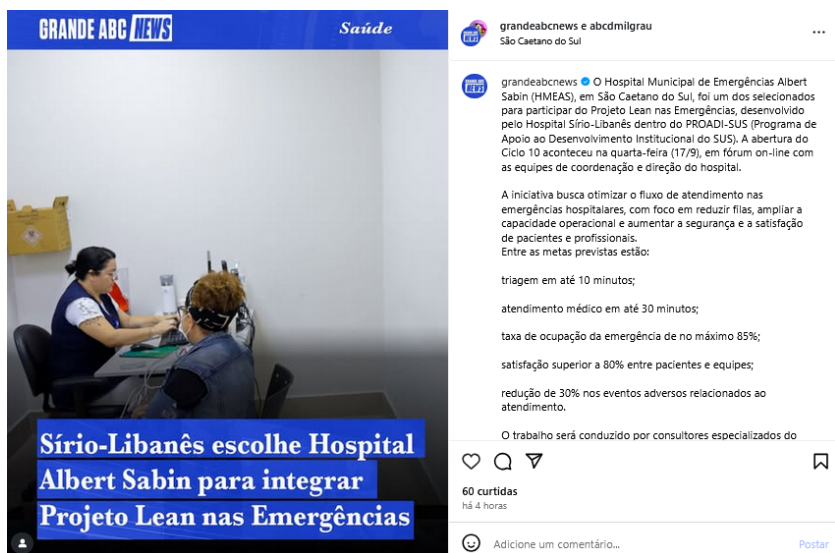 GRANDE ABC NEWS
Saúde
Sírio-Libanês escolhe Hospital
Albert Sabin para integrar
Projeto Lean nas Emergências
grandeabcnews e abcdmilgrau
São Caetano do Sul
grandeabcnews O Hospital Municipal de Emergências Albert
Sabin (HMEAS), em São Caetano do Sul, foi um dos selecionados
para participar do Projeto Lean nas Emergências, desenvolvido
pelo Hospital Sírio-Libanês dentro do PROADI-SUS (Programa de
Apoio ao Desenvolvimento Institucional do SUS). A abertura do
Ciclo 10 aconteceu na quarta-feira (17/9), em fórum on-line com
as equipes de coordenação e direção do hospital.
A iniciativa busca otimizar o fluxo de atendimento nas
emergências hospitalares, com foco em reduzir filas, ampliar a
capacidade operacional e aumentar a segurança e a satisfação
de pacientes e profissionais.
Entre as metas previstas estão:
triagem em até 10 minutos;
atendimento médico em até 30 minutos;
taxa de ocupação da emergência de no máximo 85%;
satisfação superior a 80% entre pacientes e equipes;
redução de 30% nos eventos adversos relacionados ao
atendimento.
O trabalho será conduzido por consultores especializados do
60 curtidas
há 4 horas
Adicione um comentário...
Postar